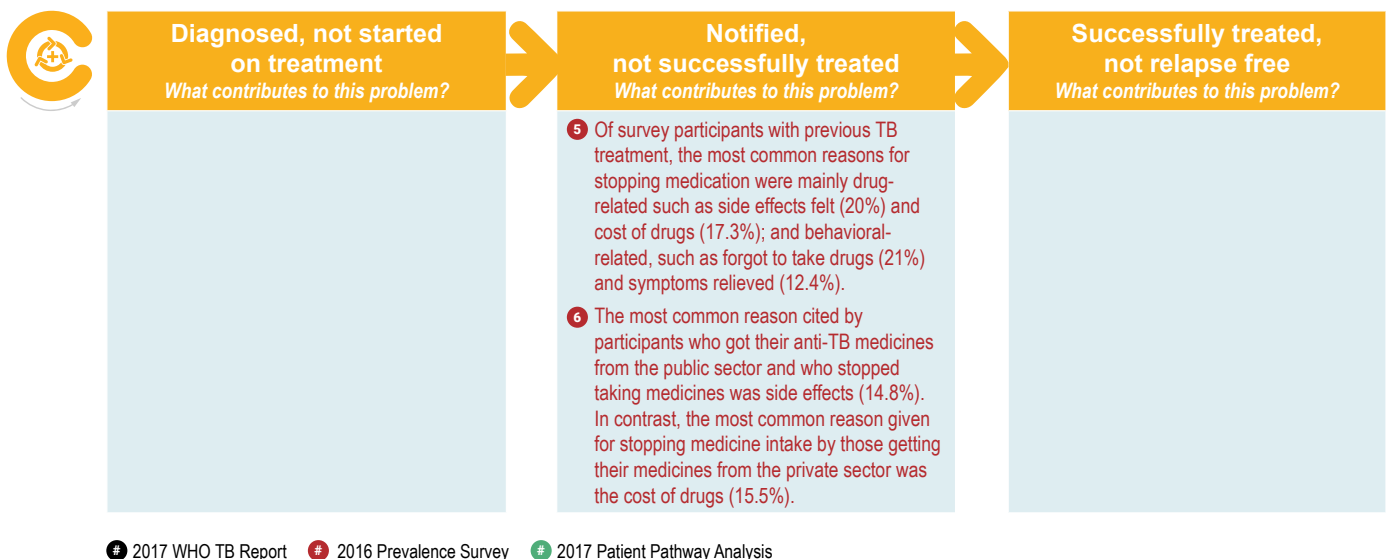 Diagnosed, not started
on treatment
What contributes to this problem?
Notified,
not successfully treated
What contributes to this problem?
Successfully treated,
not relapse free
What contributes to this problem?
5 Of survey participants with previous TB
treatment, the most common reasons for
stopping medication were mainly drug-
related such as side effects felt (20%) and
cost of drugs (17.3%); and behavioral-
related, such as forgot to take drugs (21%)
and symptoms relieved (12.4%).
6 The most common reason cited by
participants who got their anti-TB medicines
from the public sector and who stopped
taking medicines was side effects (14.8%).
In contrast, the most common reason given
for stopping medicine intake by those getting
their medicines from the private sector was
the cost of drugs (15.5%).
# 2017 WHO TB Report # 2016 Prevalence Survey # 2017 Patient Pathway Analysis